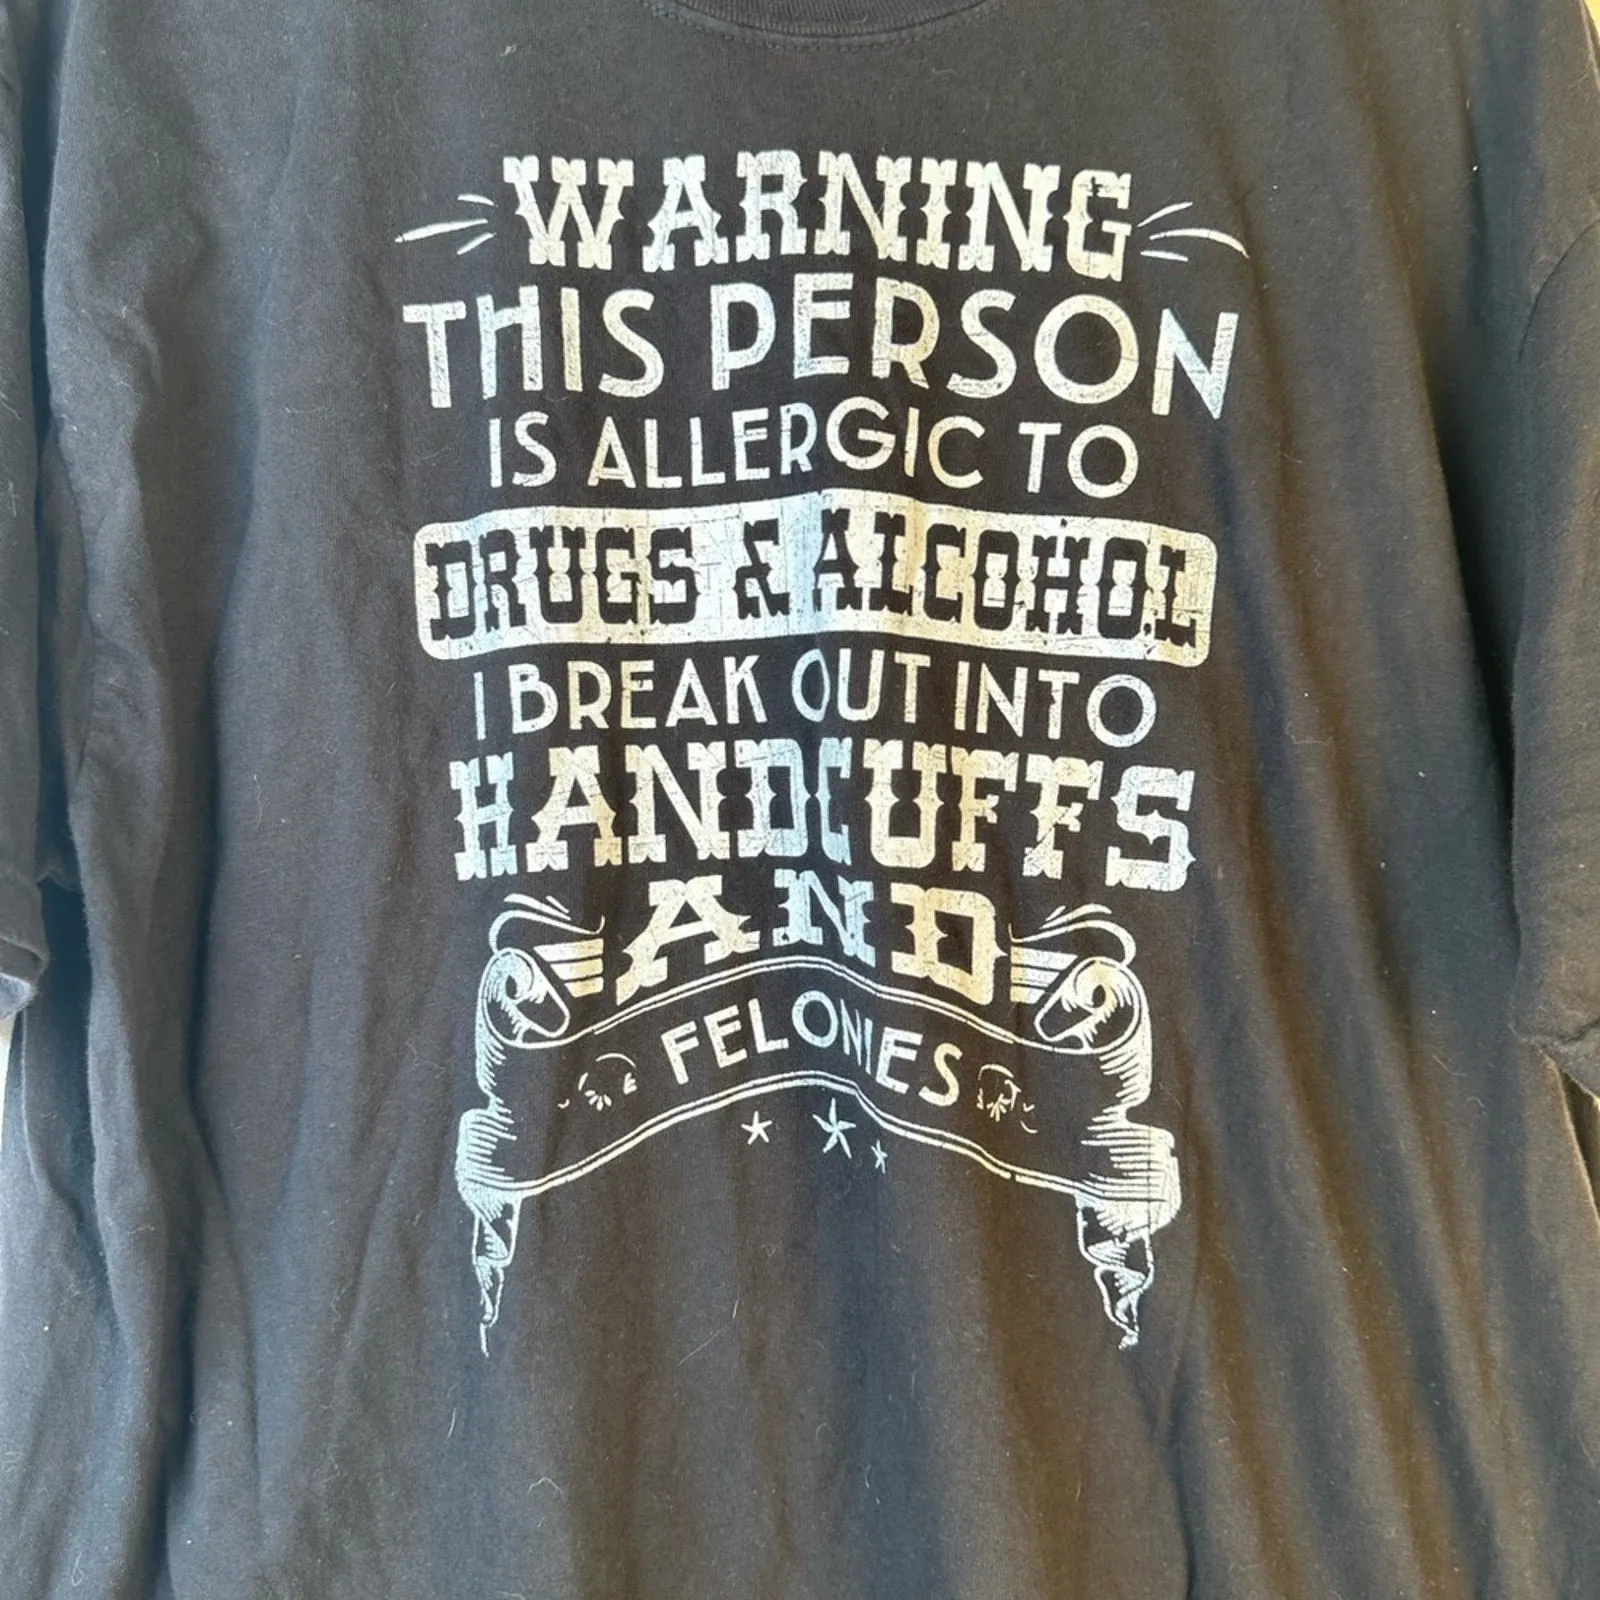 WARNING
THIS PERSON
IS ALLERGIC TO
DRUGS & ALCOHOL
I BREAK OUT INTO
HANDCUFFS
AND
FELONIES